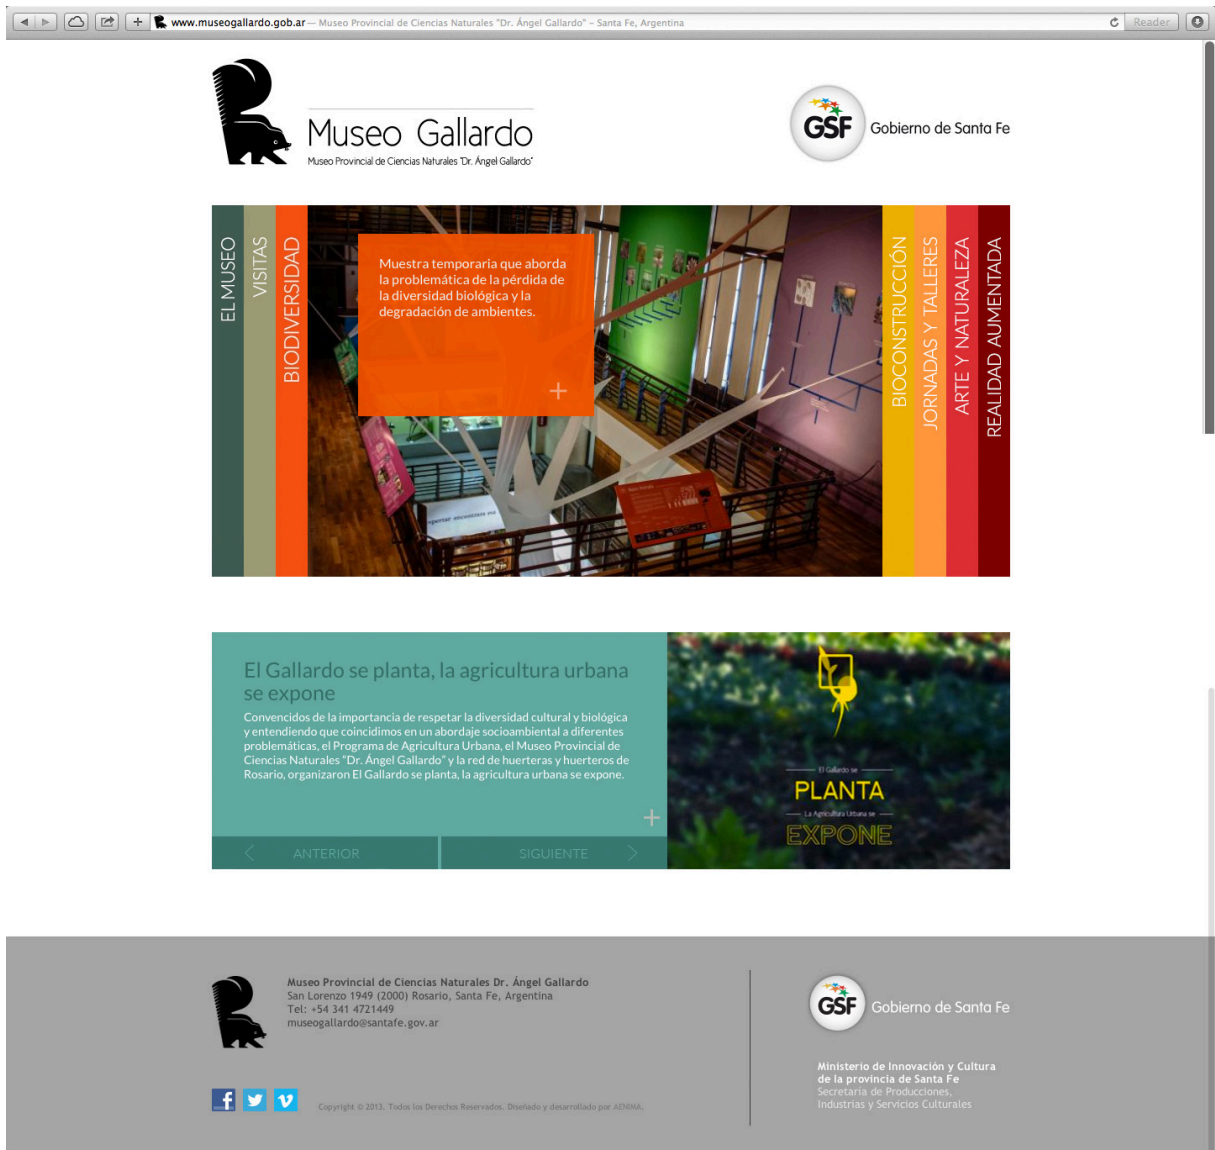 www.museogallardo.gob.ar — Museo Provincial de Ciencias Naturales "Dr. Ángel Gallardo" – Santa Fe, Argentina
Reader
Museo Gallardo
Museo Provincial de Ciencias Naturales "Dr. Ángel Gallardo"
GSF
Gobierno de Santa Fe
EL MUSEO
VISITAS
BIODIVERSIDAD
Muestra temporaria que aborda
la problemática de la pérdida de
la diversidad biológica y la
degradación de ambientes.
+
BIOCONSTRUCCIÓN
JORNADAS Y TALLERES
ARTE Y NATURALEZA
REALIDAD AUMENTADA
El Gallardo se planta, la agricultura urbana
se expone
Convencidos de la importancia de respetar la diversidad cultural y biológica
y entendiendo que coincidimos en un abordaje socioambiental a diferentes
problemáticas, el Programa de Agricultura Urbana, el Museo Provincial de
Ciencias Naturales "Dr. Ángel Gallardo" y la red de huerteras y huerteros de
Rosario, organizaron El Gallardo se planta, la agricultura urbana se expone.
+
ANTERIOR
SIGUIENTE
El Gallardo se
PLANTA
La Agricultura Urbana se
EXPONE
Museo Provincial de Ciencias Naturales Dr. Ángel Gallardo
San Lorenzo 1949 (2000) Rosario, Santa Fe, Argentina
Tel: +54 341 4721449
museogallardo@santafe.gov.ar
Copyright © 2013. Todos los Derechos Reservados. Diseñado y desarrollado por AENIMA.
GSF
Gobierno de Santa Fe
Ministerio de Innovación y Cultura
de la provincia de Santa Fe
Secretaría de Producciones,
Industrias y Servicios Culturales